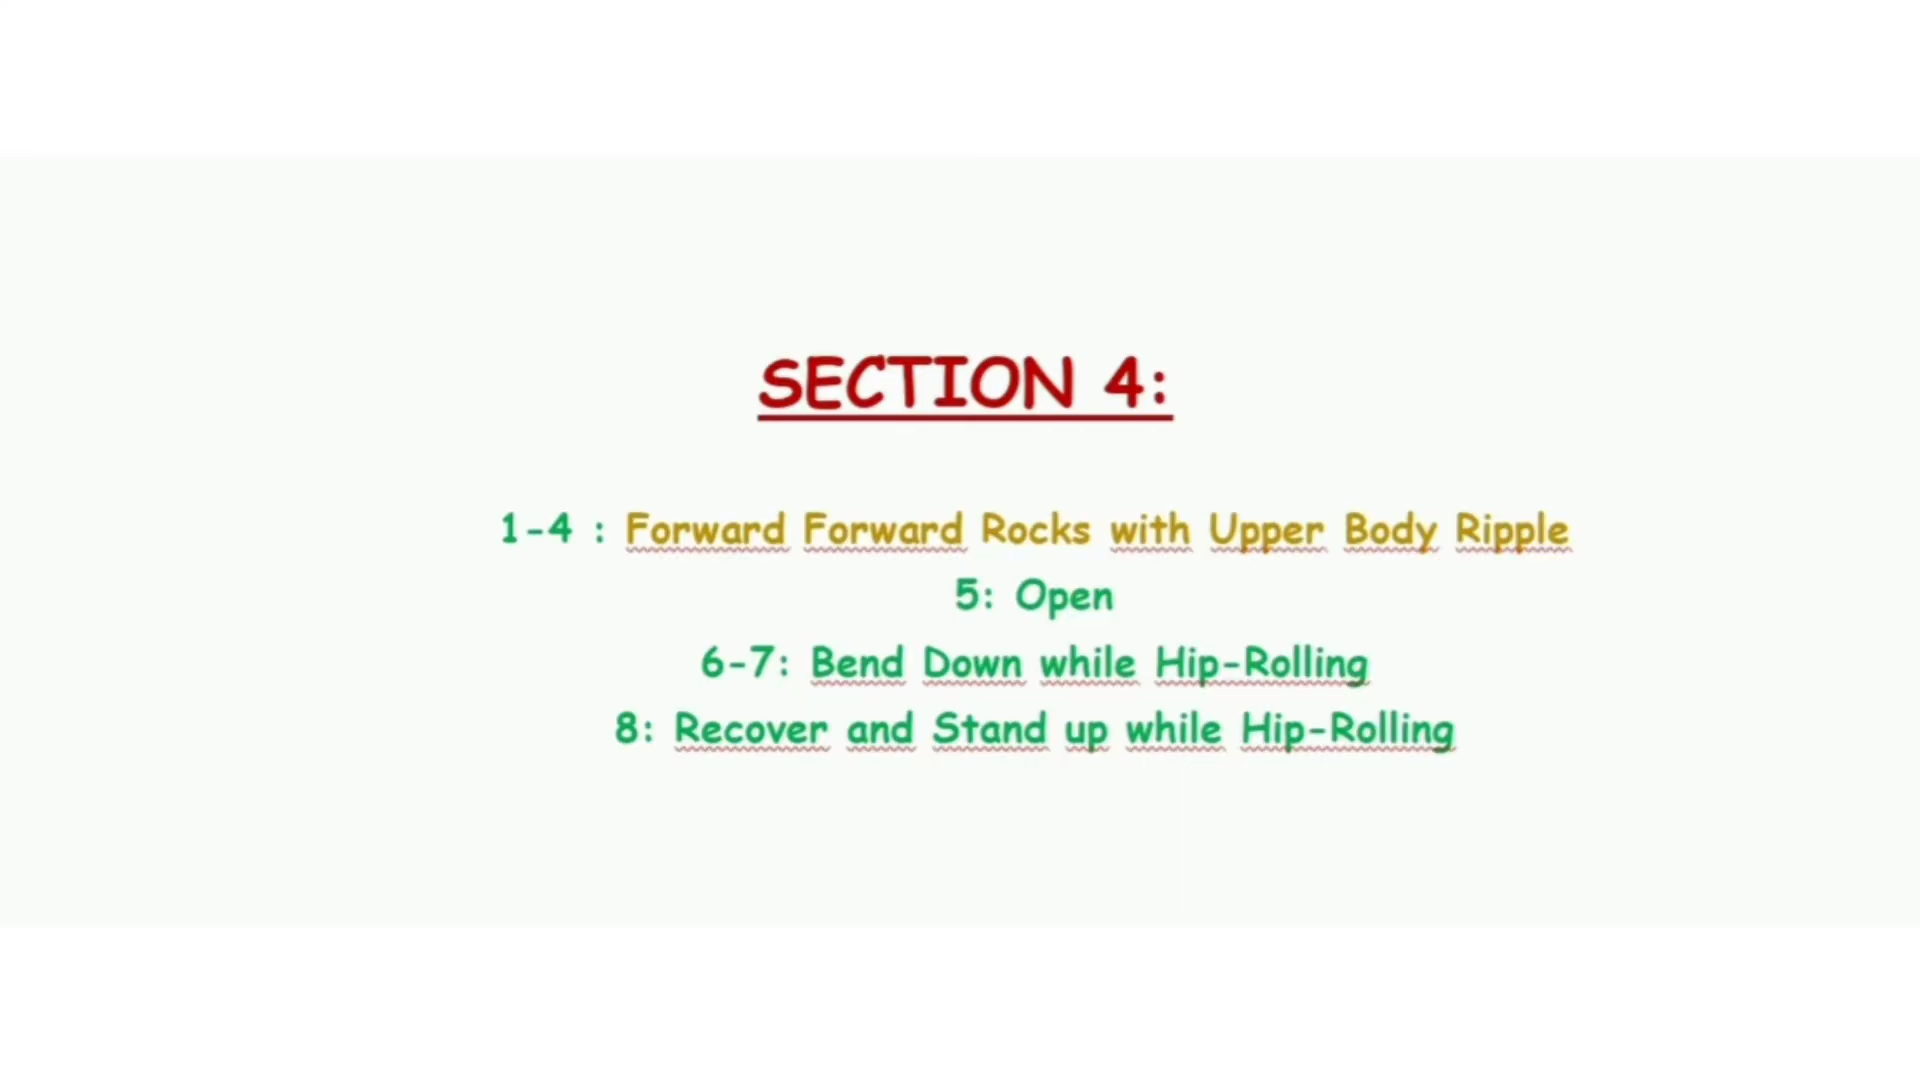 SECTION 4:
1-4 : Forward Forward Rocks with Upper Body Ripple
5: Open
6-7: Bend Down while Hip-Rolling
8: Recover and Stand up while Hip-Rolling